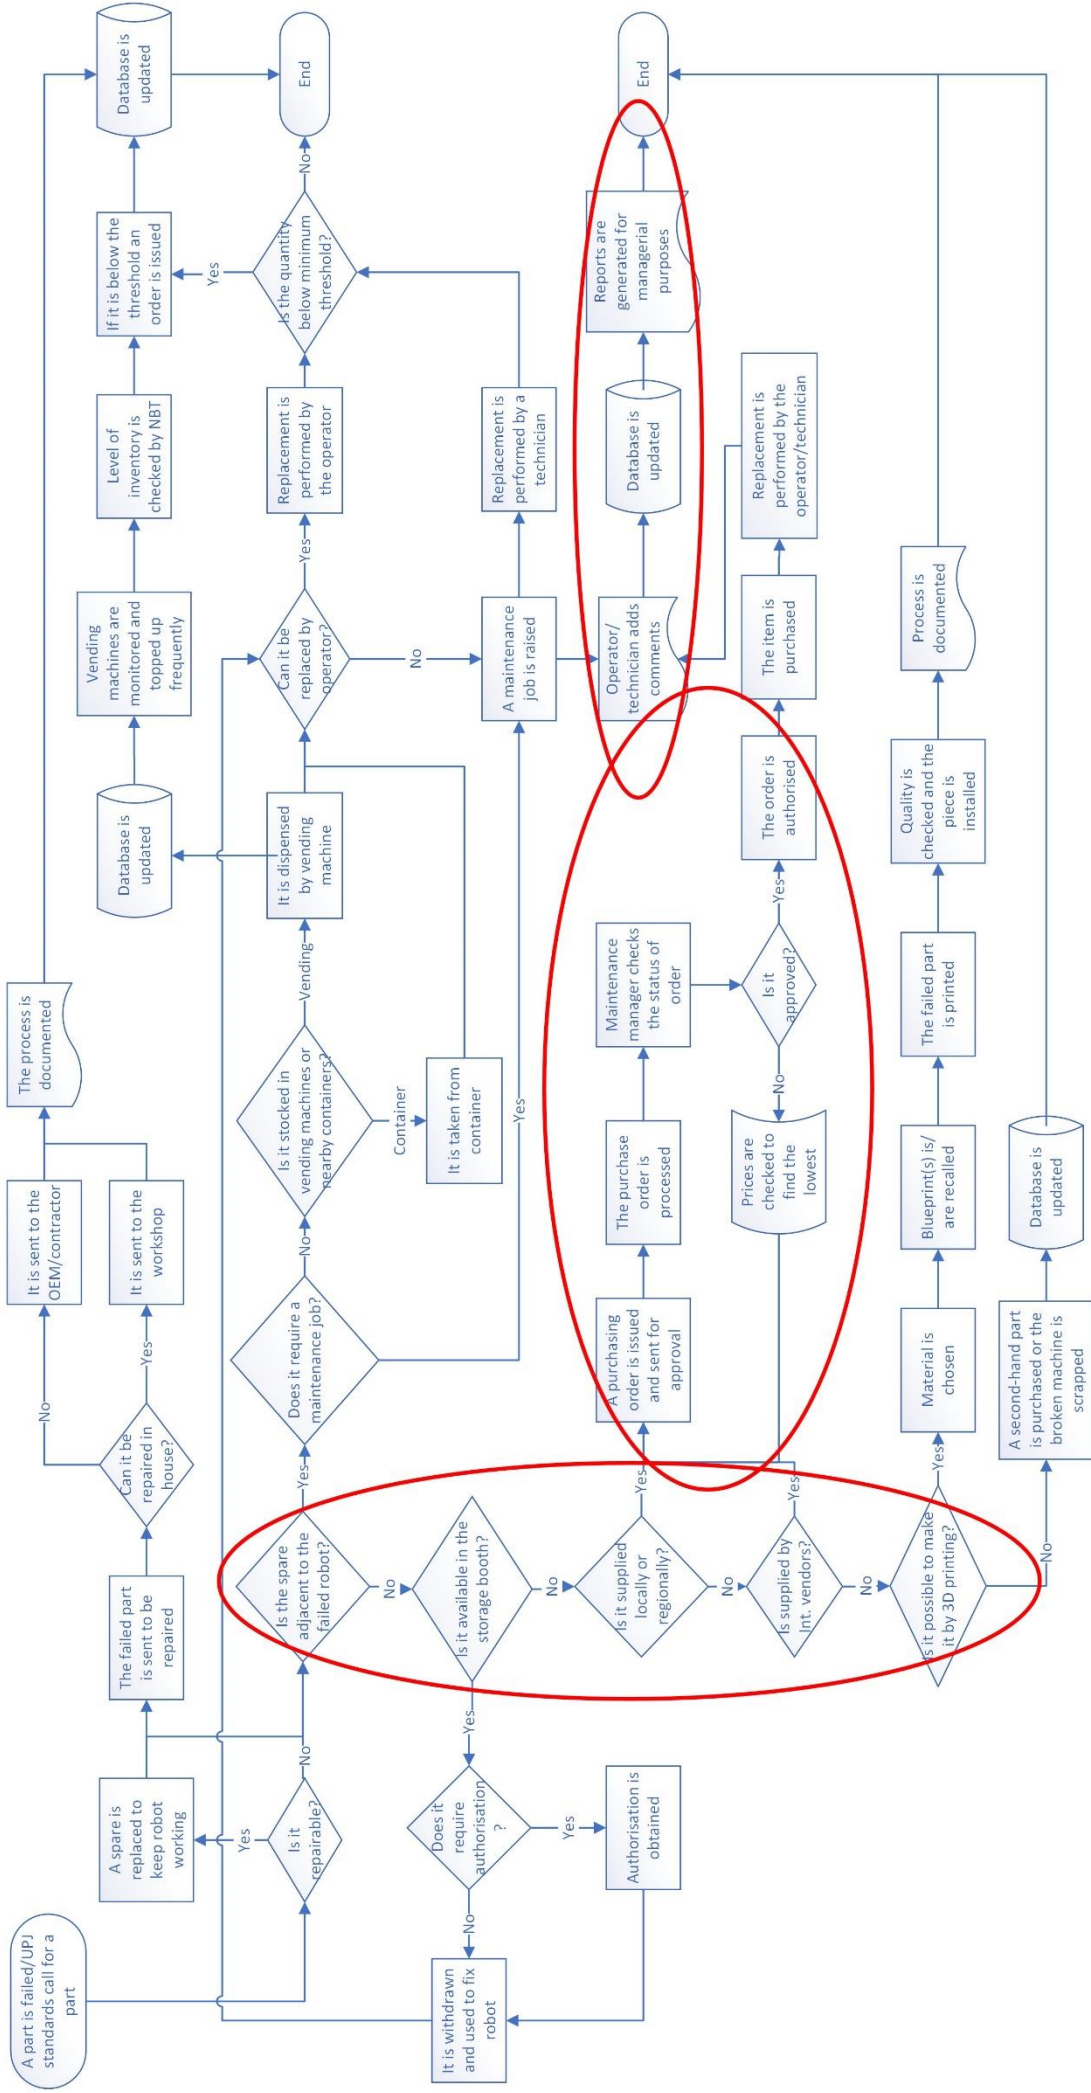 A part is failed/UPJ
standards call for a
part
A spare is
replaced to
keep robot
working
Yes
Is it
repairable?
No
The failed part
is sent to be
repaired
Can it be
repaired in
house?
No
It is sent to the
OEM/contractor
Yes
It is sent to the
workshop
The process is
documented
Database is
updated
Vending
machines are
monitored and
topped up
frequently
Level of
inventory is
checked by NBT
If it is below the
threshold an
order is issued
Database is
updated
Is the spare
adjacent to the
failed robot?
Yes
Does it require a
maintenance job?
No
Is it stocked in
vending machines or
nearby containers?
Vending
It is dispensed
by vending
machine
Can it be
replaced by
operator?
Yes
Replacement is
performed by
the operator
Is the quantity
below minimum
threshold?
Yes
No
End
Container
It is taken from
container
No
Yes
A maintenance
job is raised
Replacement is
performed by a
technician
It is withdrawn
and used to fix
robot
No
Does it
require
authorisation
?
Yes
Authorisation is
obtained
Yes
No
Is it available in the
storage booth?
No
Is it supplied
locally or
regionally?
Yes
A purchasing
order is issued
and sent for
approval
The purchase
order is
processed
Maintenance
manager checks
the status of
order
Operator/
technician adds
comments
Database is
updated
Reports are
generated for
managerial
purposes
End
No
Is supplied by
Int. vendors?
Yes
Prices are
checked to
find the
lowest
No
Is it
approved?
Yes
The order is
authorised
The item is
purchased
Replacement is
performed by the
operator/technician
No
Is it possible to make
it by 3D printing?
Yes
Material is
chosen
Blueprint(s) is/
are recalled
The failed part
is printed
Quality is
checked and the
piece is
installed
Process is
documented
No
A second-hand part
is purchased or the
broken machine is
scrapped
Database is
updated